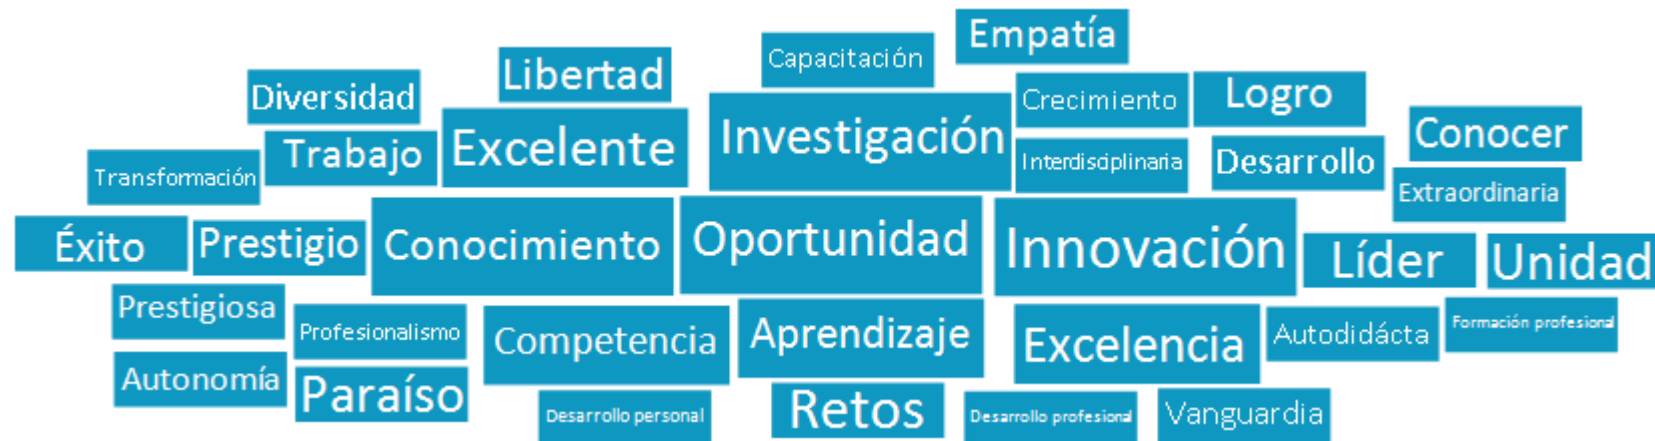 Empatía
Capacitación
Libertad
Diversidad
Crecimiento
Logro
Conocer
Trabajo
Excelente
Investigación
Interdisciplinaria
Desarrollo
Transformación
Extraordinaria
Éxito
Prestigio
Conocimiento
Oportunidad
Innovación
Líder
Unidad
Prestigiosa
Profesionalismo
Competencia
Aprendizaje
Excelencia
Autodidácta
Formación profesional
Autonomía
Paraíso
Desarrollo personal
Retos
Desarrollo profesional
Vanguardia